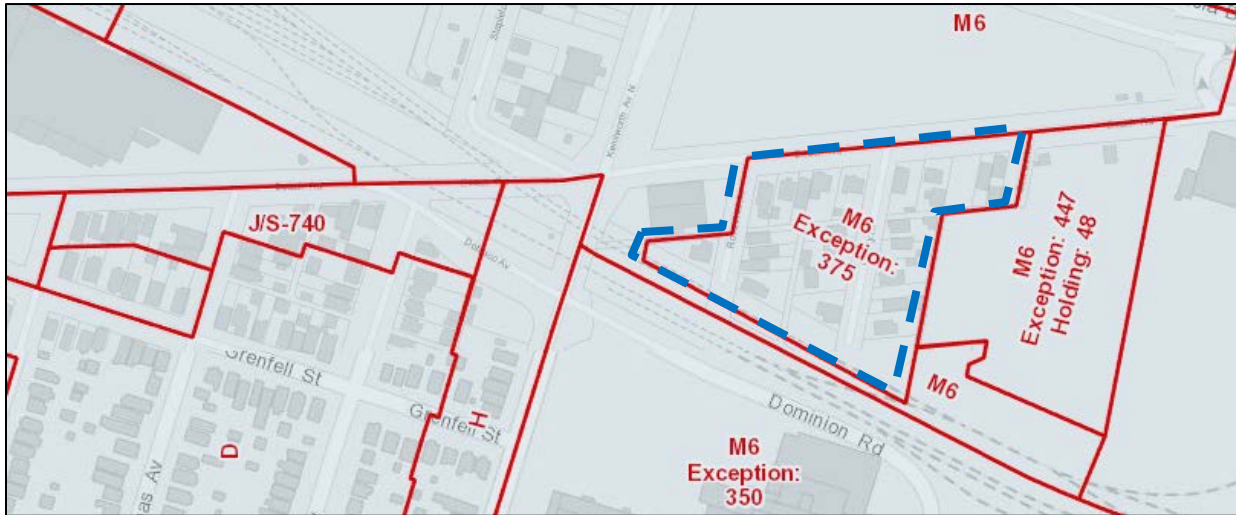 M6
Kenilworth Av N
J/S-740
M6
Exception:
375
M6
Exception: 447
Holding: 48
M6
Grenfell St
Grenfell St
Dominion Rd
D
H
M6
Exception:
350